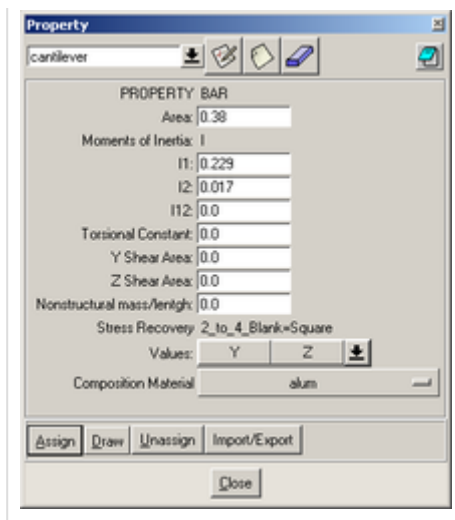 Property
cantilever
PROPERTY BAR
Area: 0.38
Moments of Inertia: I
I1: 0.229
I2: 0.017
I12: 0.0
Torsional Constant: 0.0
Y Shear Area: 0.0
Z Shear Area: 0.0
Nonstructural mass/lentgh: 0.0
Stress Recovery 2_to_4_Blank=Square
Values: Y Z
Composition Material alum
Assign Draw Unassign Import/Export
Close